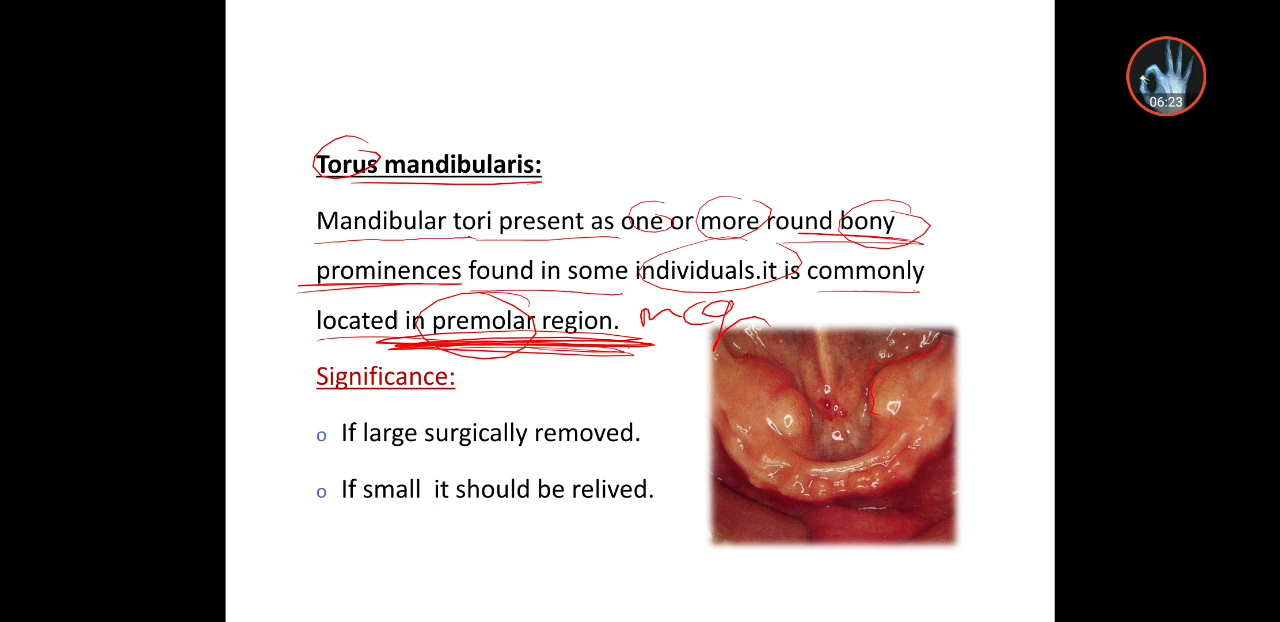 06:23
Torus mandibularis:
Mandibular tori present as one or more round bony
prominences found in some individuals.it is commonly
located in premolar region. mcq
Significance:
o If large surgically removed.
o If small it should be relived.